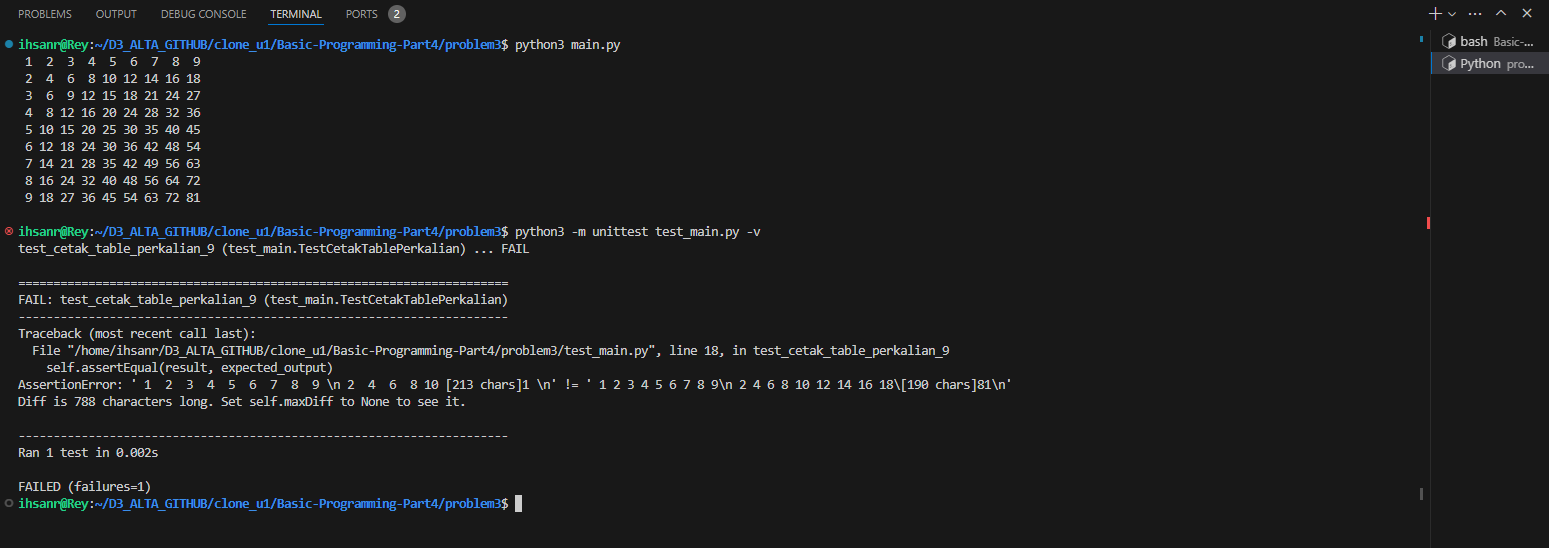 PROBLEMS OUTPUT DEBUG CONSOLE TERMINAL PORTS 2
ihsanr@Rey:~/D3_ALTA_GITHUB/clone_u1/Basic-Programming-Part4/problem3$ python3 main.py
 1  2  3  4  5  6  7  8  9
 2  4  6  8 10 12 14 16 18
 3  6  9 12 15 18 21 24 27
 4  8 12 16 20 24 28 32 36
 5 10 15 20 25 30 35 40 45
 6 12 18 24 30 36 42 48 54
 7 14 21 28 35 42 49 56 63
 8 16 24 32 40 48 56 64 72
 9 18 27 36 45 54 63 72 81
ihsanr@Rey:~/D3_ALTA_GITHUB/clone_u1/Basic-Programming-Part4/problem3$ python3 -m unittest test_main.py -v
test_cetak_table_perkalian_9 (test_main.TestCetakTablePerkalian) ... FAIL
======================================================================
FAIL: test_cetak_table_perkalian_9 (test_main.TestCetakTablePerkalian)
----------------------------------------------------------------------
Traceback (most recent call last):
  File "/home/ihsanr/D3_ALTA_GITHUB/clone_u1/Basic-Programming-Part4/problem3/test_main.py", line 18, in test_cetak_table_perkalian_9
    self.assertEqual(result, expected_output)
AssertionError: ' 1  2  3  4  5  6  7  8  9 \n 2  4  6  8 10 [213 chars]1 \n' != ' 1 2 3 4 5 6 7 8 9\n 2 4 6 8 10 12 14 16 18\[190 chars]81\n'
Diff is 788 characters long. Set self.maxDiff to None to see it.
----------------------------------------------------------------------
Ran 1 test in 0.002s
FAILED (failures=1)
ihsanr@Rey:~/D3_ALTA_GITHUB/clone_u1/Basic-Programming-Part4/problem3$
bash Basic-...
Python pro...